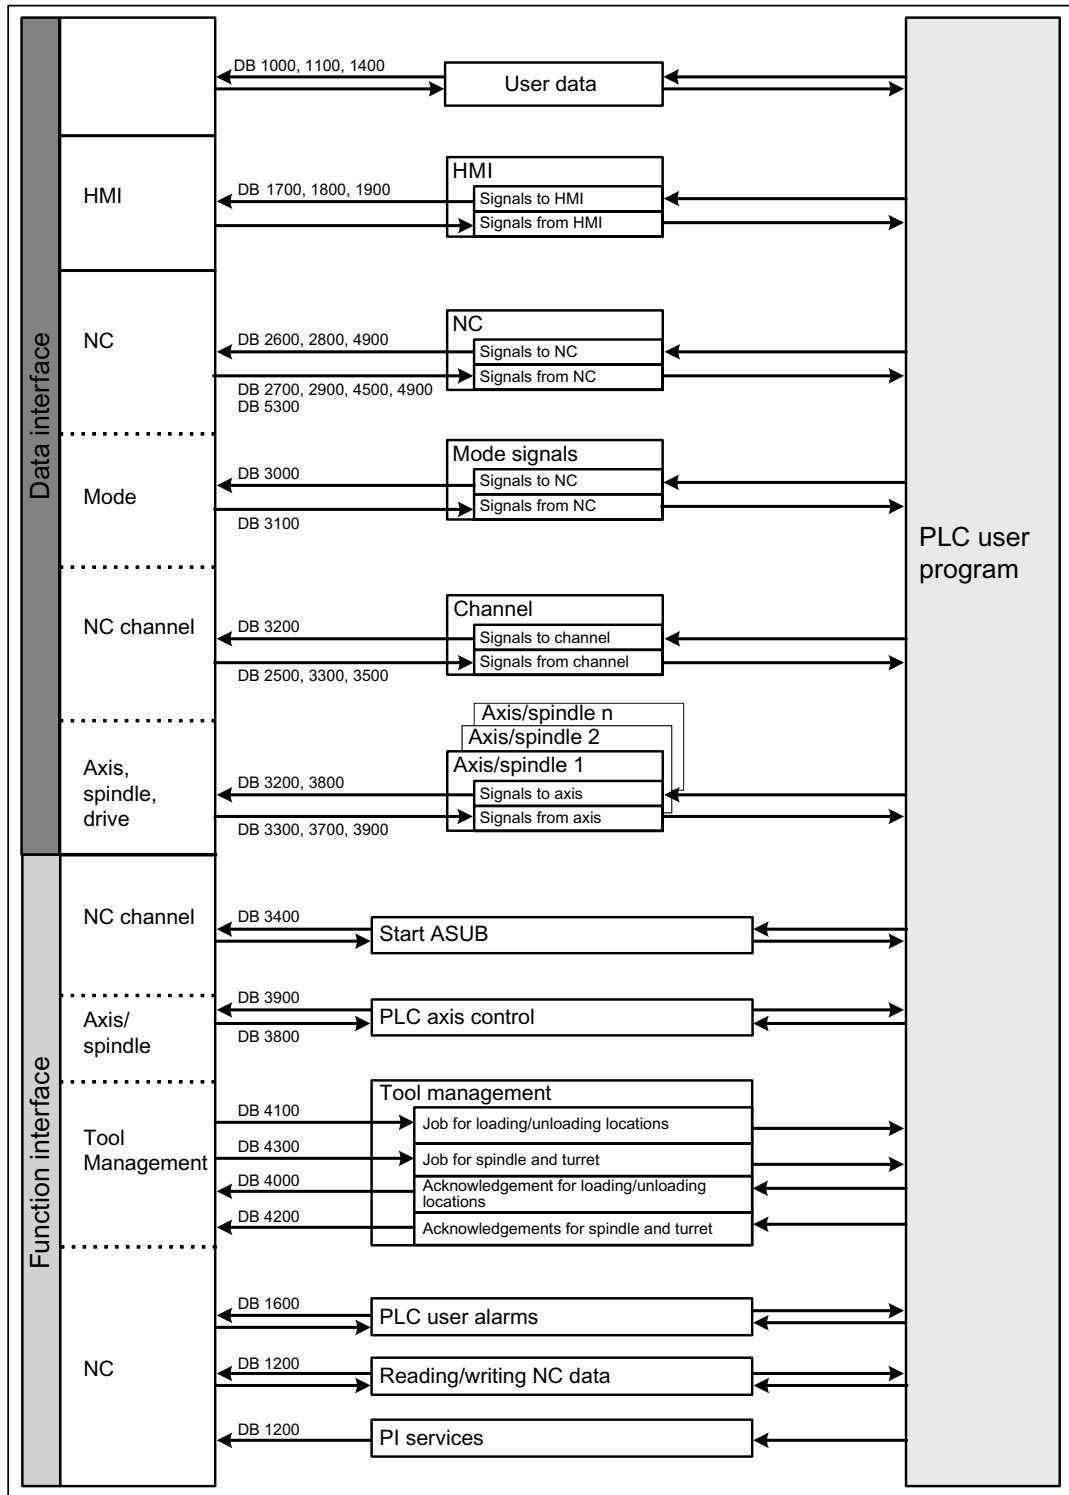 Data interface
DB 1000, 1100, 1400
User data
HMI
DB 1700, 1800, 1900
HMI
Signals to HMI
Signals from HMI
NC
DB 2600, 2800, 4900
DB 2700, 2900, 4500, 4900
DB 5300
NC
Signals to NC
Signals from NC
Mode
DB 3000
DB 3100
Mode signals
Signals to NC
Signals from NC
PLC user
program
NC channel
DB 3200
DB 2500, 3300, 3500
Channel
Signals to channel
Signals from channel
Axis,
spindle,
drive
DB 3200, 3800
DB 3300, 3700, 3900
Axis/spindle n
Axis/spindle 2
Axis/spindle 1
Signals to axis
Signals from axis
Function interface
NC channel
DB 3400
Start ASUB
Axis/
spindle
DB 3900
DB 3800
PLC axis control
Tool
Management
DB 4100
DB 4300
DB 4000
DB 4200
Tool management
Job for loading/unloading locations
Job for spindle and turret
Acknowledgement for loading/unloading
locations
Acknowledgements for spindle and turret
NC
DB 1600
PLC user alarms
DB 1200
Reading/writing NC data
DB 1200
PI services